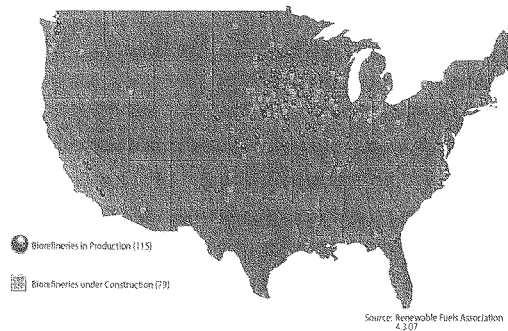 Biorefineries in Production (115)
Biorefineries under Construction (79)
Source: Renewable Fuels Association
4.3.07